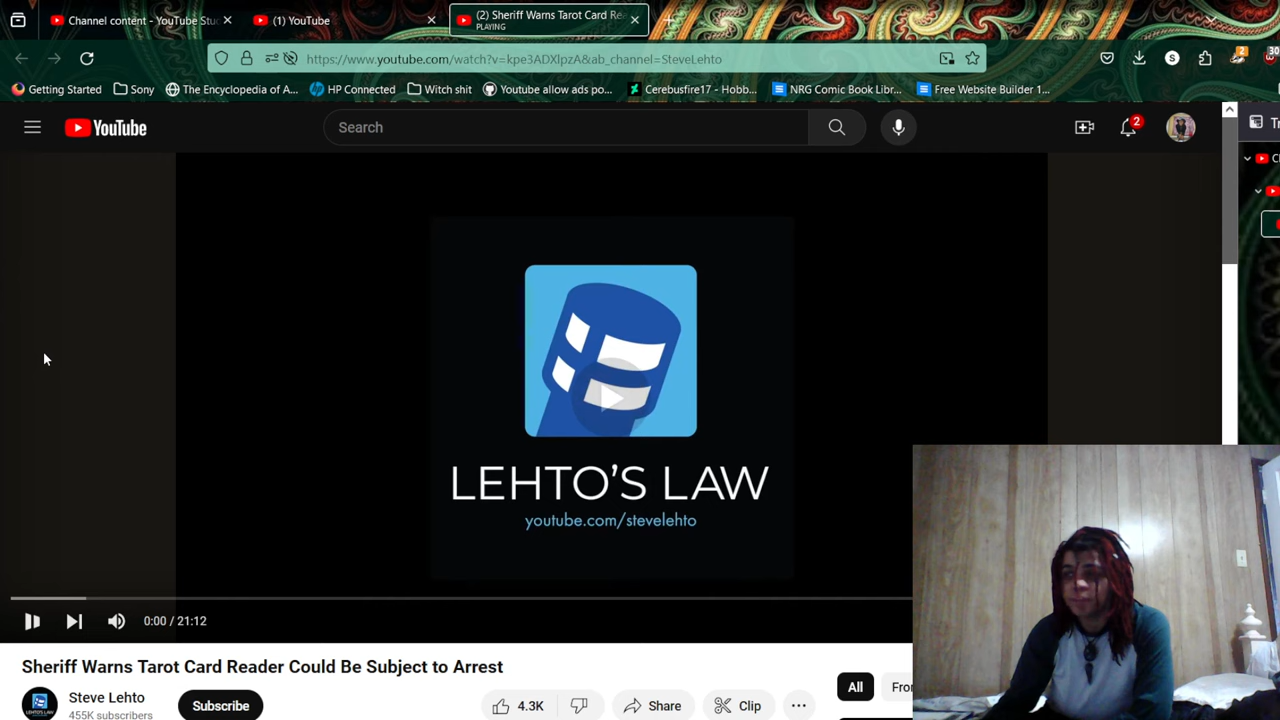 Channel content - YouTube Stu
(1) YouTube
(2) Sheriff Warns Tarot Card Rea
PLAYING
https://www.youtube.com/watch?v=kpe3ADXlpzA&ab_channel=SteveLehto
2
30
Getting Started
Sony
The Encyclopedia of A...
HP Connected
Witch shit
Youtube allow ads po...
Cerebusfire17 - Hobb...
NRG Comic Book Libr...
Free Website Builder 1...
YouTube
Search
2
LEHTO'S LAW
youtube.com/stevelehto
0:00 / 21:12
Sheriff Warns Tarot Card Reader Could Be Subject to Arrest
Steve Lehto
455K subscribers
Subscribe
4.3K
Share
Clip
All